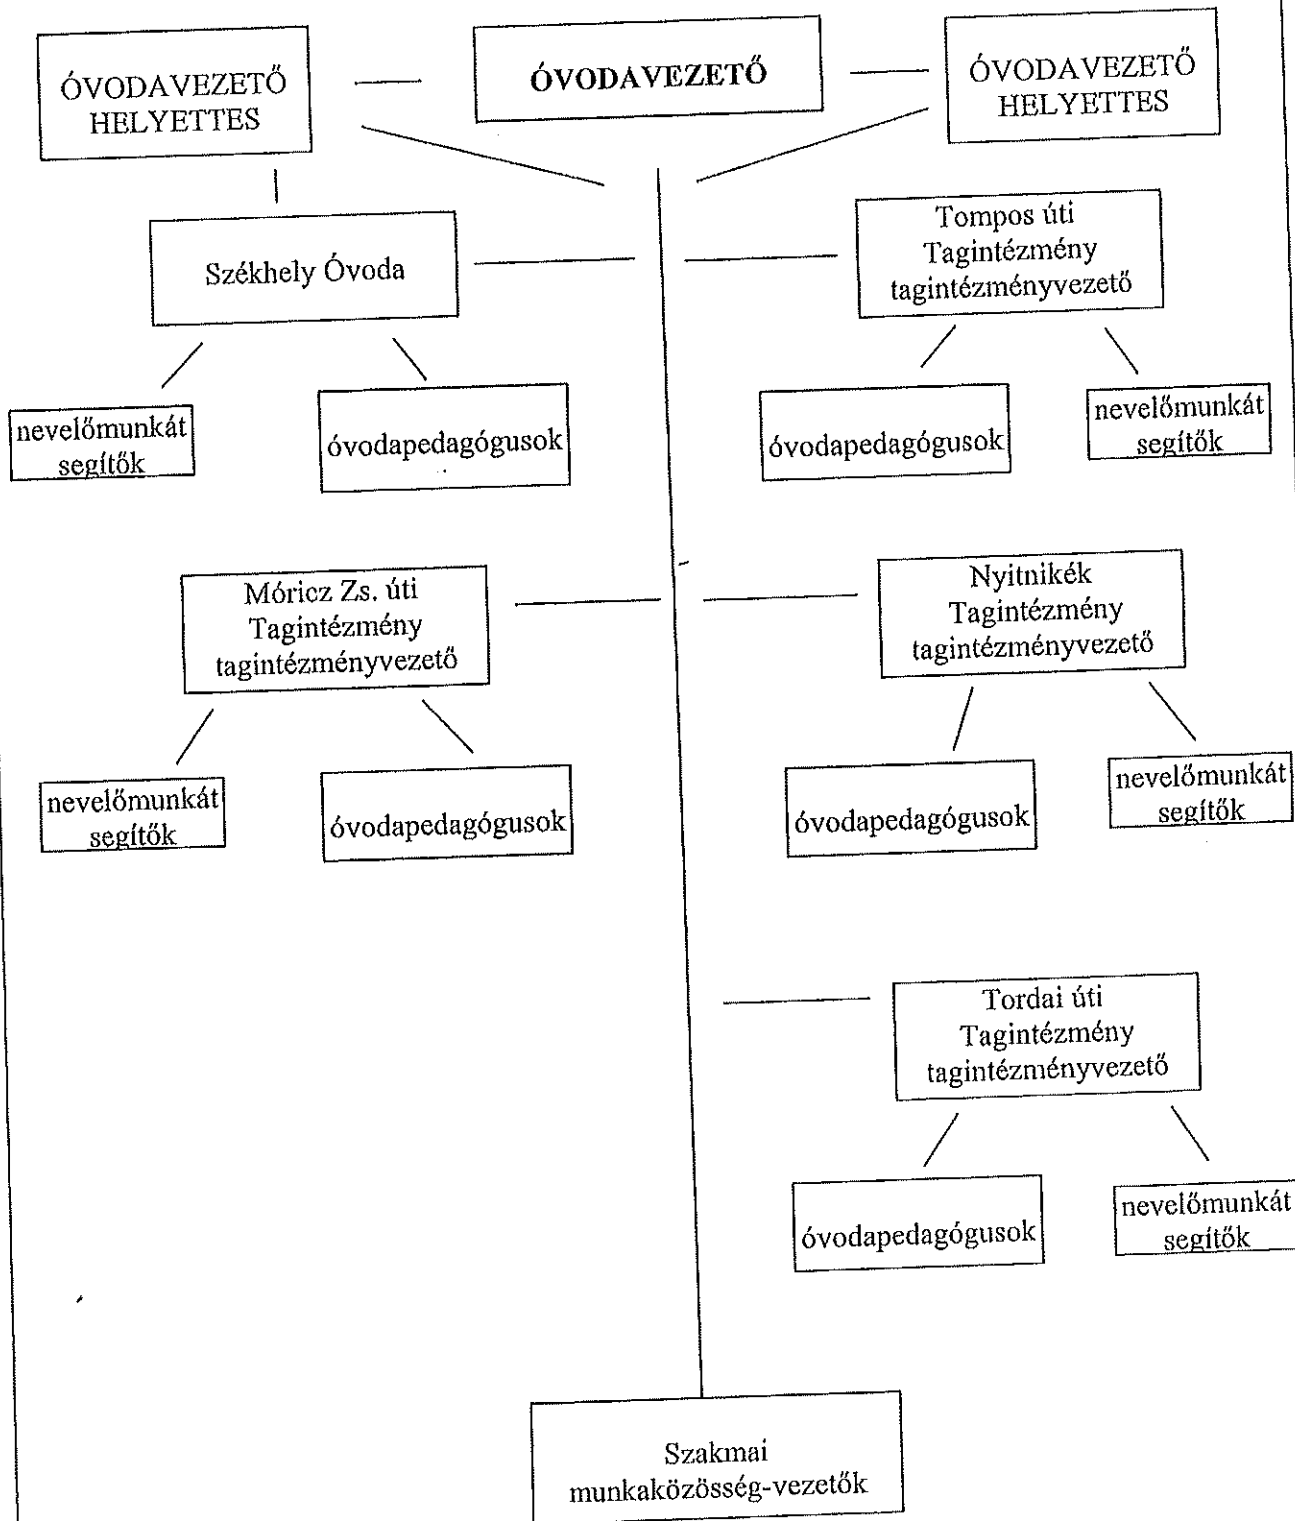 ÓVODAVEZETŐ
HELYETTES
ÓVODAVEZETŐ
ÓVODAVEZETŐ
HELYETTES
Székhely Óvoda
Tompos úti
Tagintézmény
tagintézményvezető
nevelőmunkát
segítők
óvodapedagógusok
óvodapedagógusok
nevelőmunkát
segítők
Móricz Zs. úti
Tagintézmény
tagintézményvezető
Nyitnikék
Tagintézmény
tagintézményvezető
nevelőmunkát
segítők
óvodapedagógusok
óvodapedagógusok
nevelőmunkát
segítők
Tordai úti
Tagintézmény
tagintézményvezető
óvodapedagógusok
nevelőmunkát
segítők
Szakmai
munkaközösség-vezetők